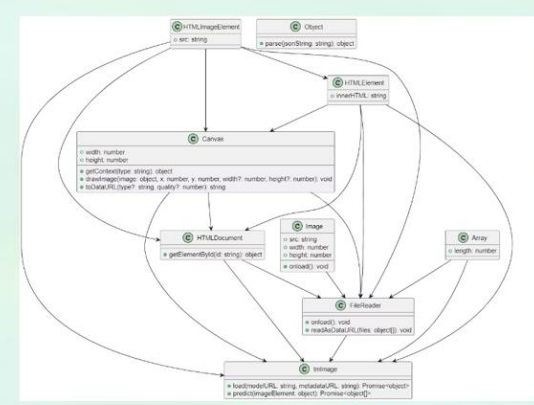 C HTMLImageElement
src: string
C Object
parse(jsonString: string): object
C HTMLElement
innerHTML: string
C Canvas
width: number
height: number
getContext(type: string): object
drawImage(image: object, x: number, y: number, width?: number, height?: number): void
toDataURL(type?: string, quality?: number): string
C HTMLDocument
getElementById(id: string): object
C Image
src: string
width: number
height: number
onload(): void
C Array
length: number
C FileReader
onload(): void
readAsDataURL(files: object[]): void
C tmImage
load(modelURL: string, metadataURL: string): Promise<object>
predict(imageElement: object): Promise<object[]>